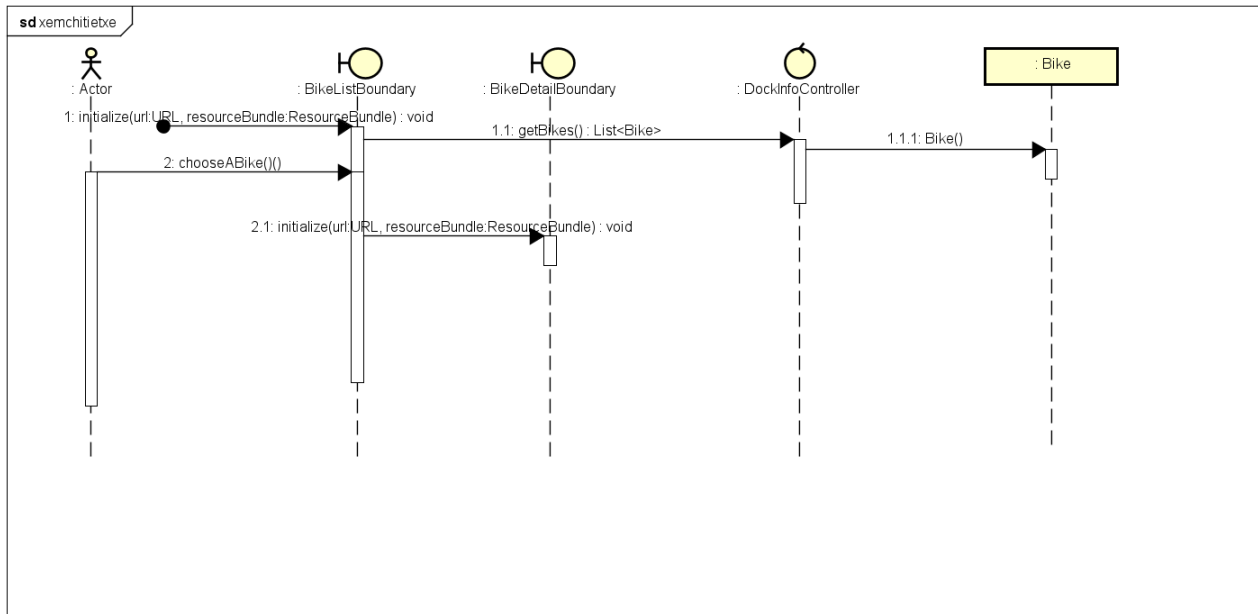 sd xemchitietxe
: Actor
: BikeListBoundary
: BikeDetailBoundary
: DockInfoController
: Bike
1: initialize(url:URL, resourceBundle:ResourceBundle) : void
1.1: getBikes() : List<Bike>
1.1.1: Bike()
2: chooseABike()()
2.1: initialize(url:URL, resourceBundle:ResourceBundle) : void